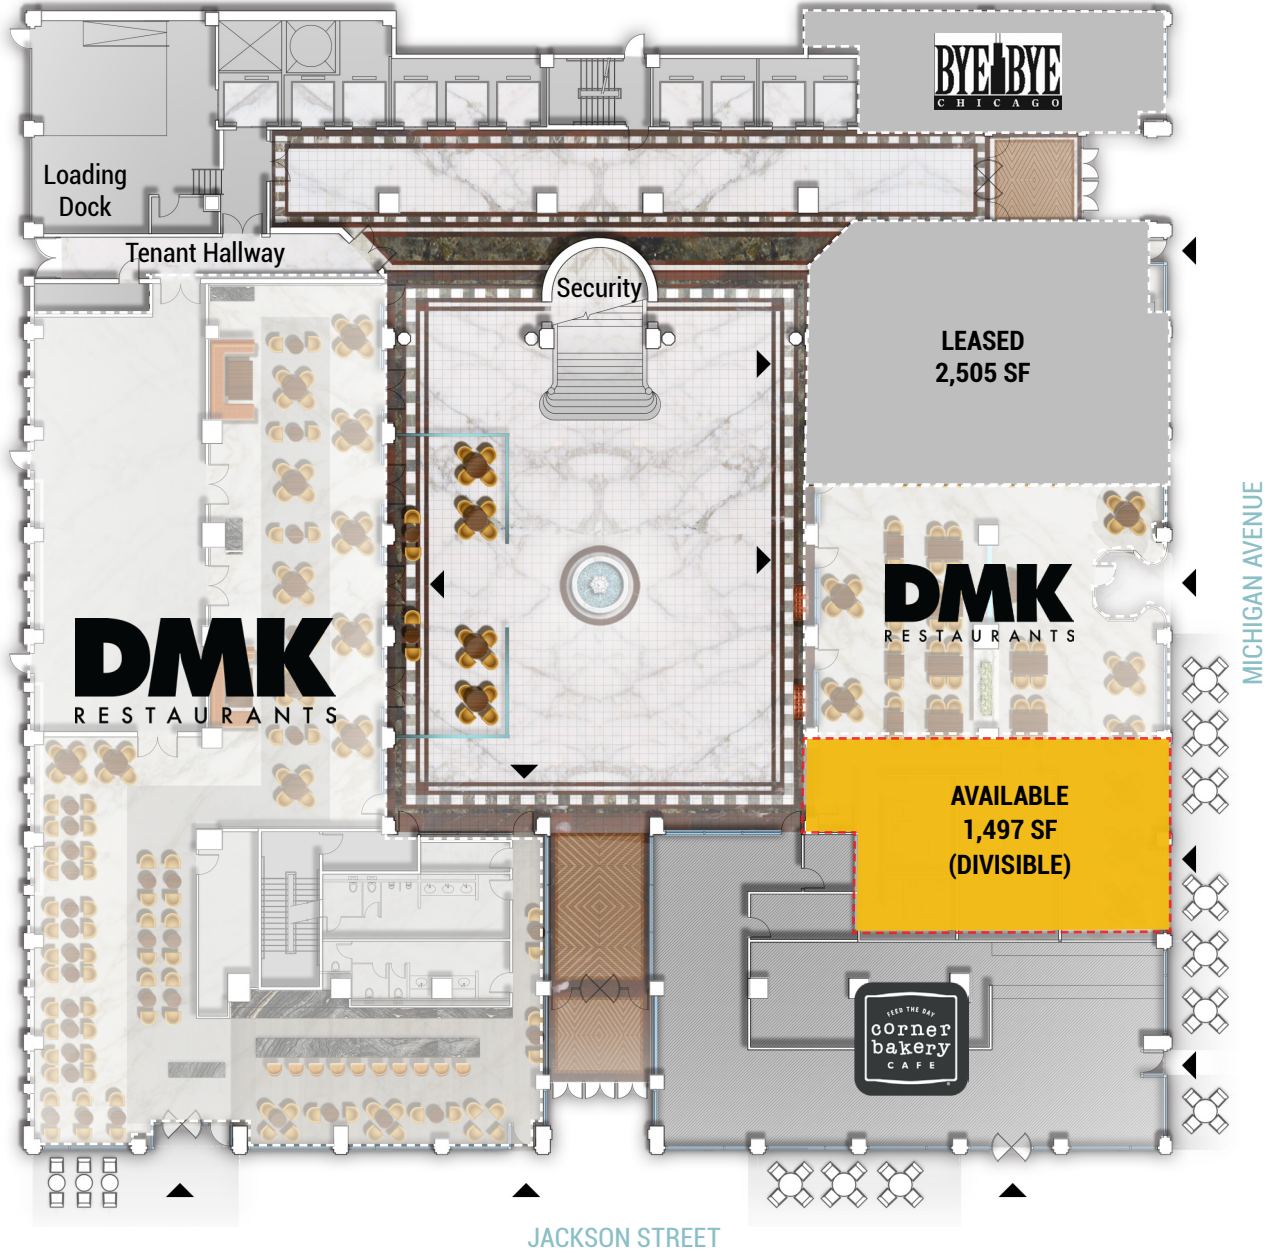 BYE BYE
CHICAGO
Loading
Dock
Tenant Hallway
Security
LEASED
2,505 SF
MICHIGAN AVENUE
DMK
RESTAURANTS
DMK
RESTAURANTS
AVAILABLE
1,497 SF
(DIVISIBLE)
FEED THE DAY
corner
bakery
CAFE
JACKSON STREET